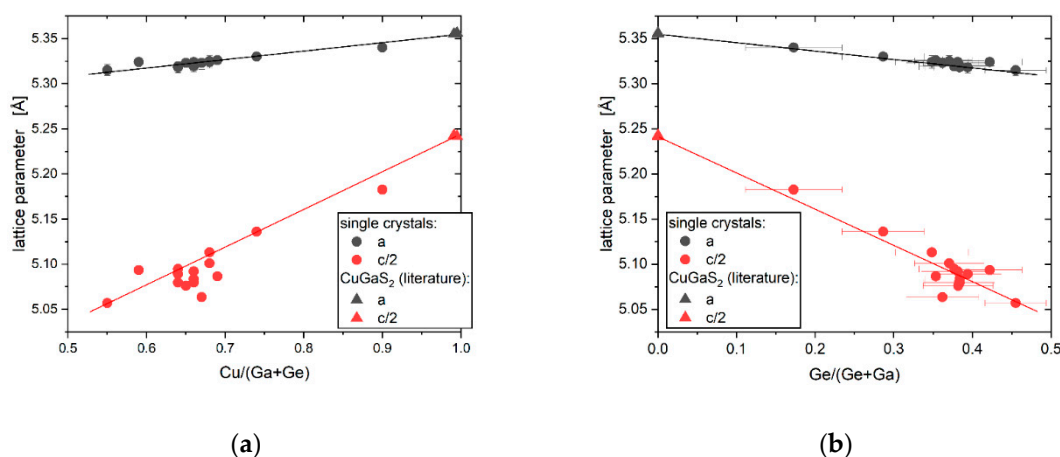 lattice parameter [Å]
5.35
5.30
5.25
5.20
5.15
5.10
5.05
0.5 0.6 0.7 0.8 0.9 1.0
Cu/(Ga+Ge)
single crystals:
a
c/2
CuGaS2 (literature):
a
c/2
(a)
lattice parameter [Å]
5.35
5.30
5.25
5.20
5.15
5.10
5.05
0.0 0.1 0.2 0.3 0.4 0.5
Ge/(Ge+Ga)
single crystals:
a
c/2
CuGaS2 (literature):
a
c/2
(b)